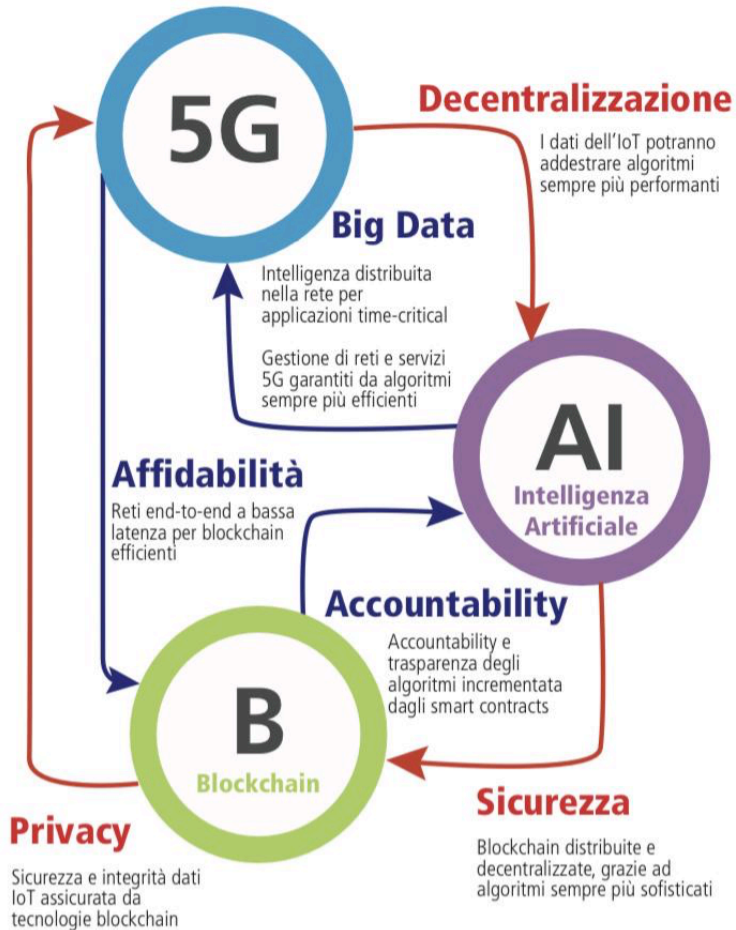 5G
Decentralizzazione
I dati dell'IoT potranno
addestrare algoritmi
sempre più performanti
Big Data
Intelligenza distribuita
nella rete per
applicazioni time-critical
Gestione di reti e servizi
5G garantiti da algoritmi
sempre più efficienti
AI
Intelligenza
Artificiale
Affidabilità
Reti end-to-end a bassa
latenza per blockchain
efficienti
Accountability
Accountability e
trasparenza degli
algoritmi incrementata
dagli smart contracts
B
Blockchain
Privacy
Sicurezza e integrità dati
IoT assicurata da
tecnologie blockchain
Sicurezza
Blockchain distribuite e
decentralizzate, grazie ad
algoritmi sempre più sofisticati